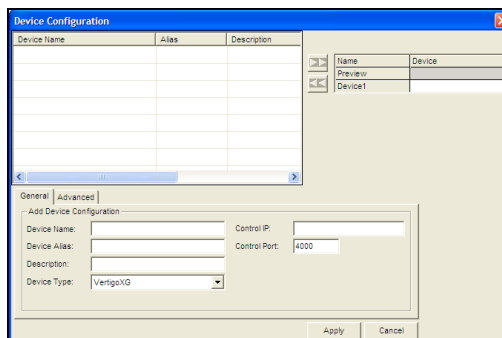 Device Configuration
Device Name Alias Description
Name Device
Preview
Device1
General Advanced
Add Device Configuration
Device Name: Control IP:
Device Alias: Control Port: 4000
Description:
Device Type: VertigoXG
Apply Cancel